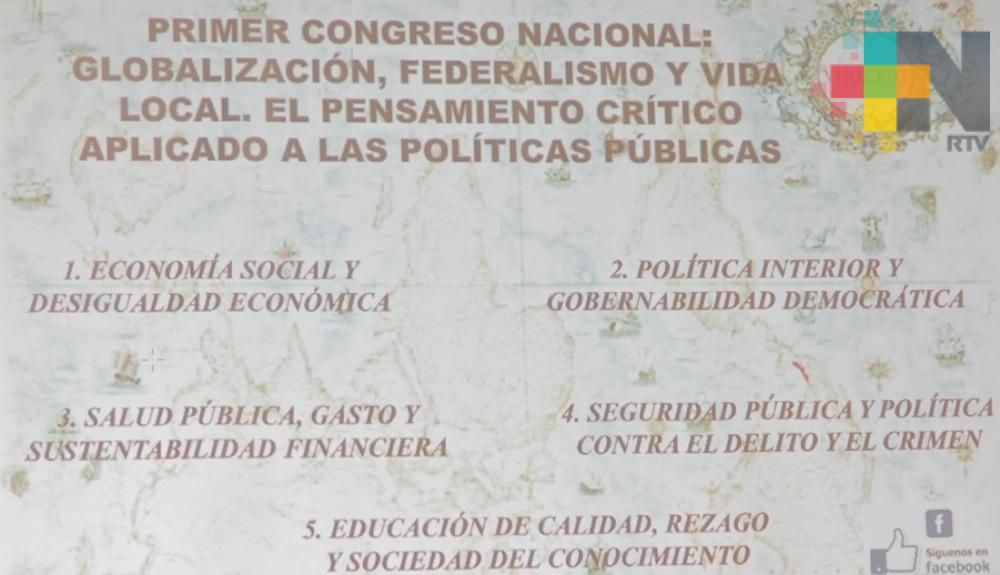 PRIMER CONGRESO NACIONAL:
GLOBALIZACIÓN, FEDERALISMO Y VIDA
LOCAL. EL PENSAMIENTO CRÍTICO
APLICADO A LAS POLÍTICAS PÚBLICAS
N
RTV
1. ECONOMÍA SOCIAL Y
DESIGUALDAD ECONÓMICA
2. POLÍTICA INTERIOR Y
GOBERNABILIDAD DEMOCRÁTICA
3. SALUD PÚBLICA, GASTO Y
SUSTENTABILIDAD FINANCIERA
4. SEGURIDAD PÚBLICA Y POLÍTICA
CONTRA EL DELITO Y EL CRIMEN
5. EDUCACIÓN DE CALIDAD, REZAGO
Y SOCIEDAD DEL CONOCIMIENTO
f
Síguenos en
facebook